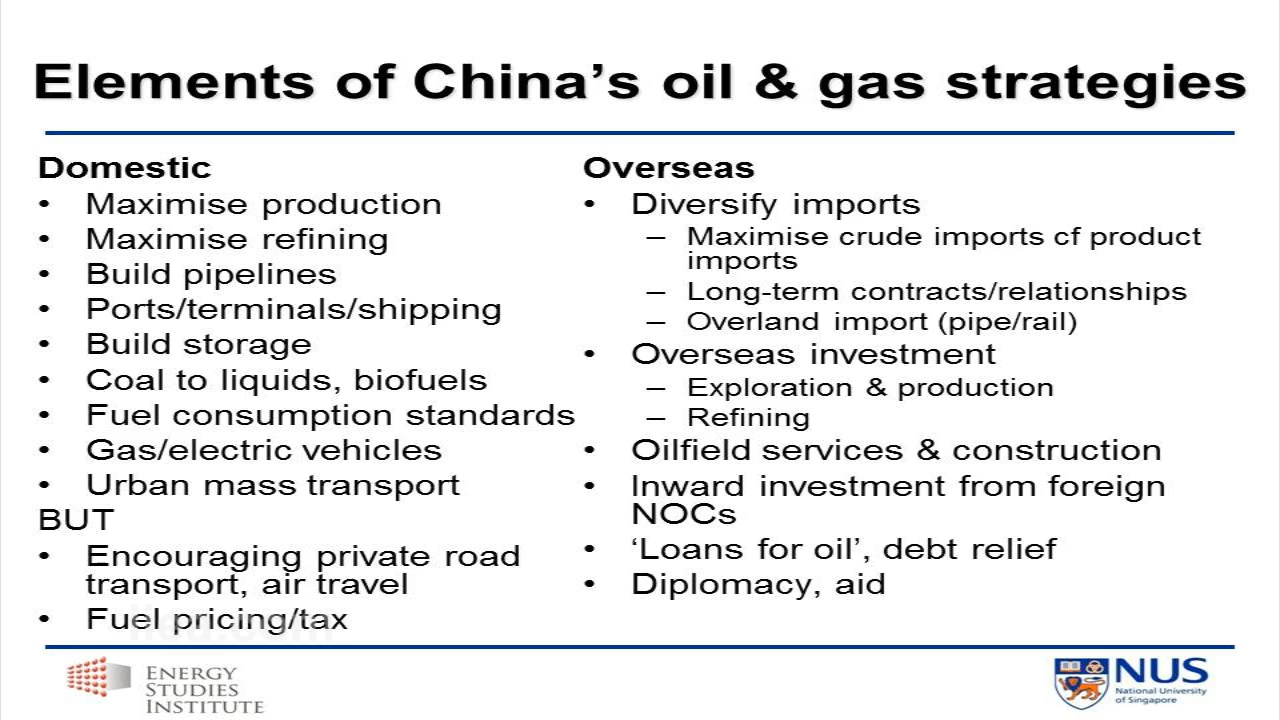 Elements of China's oil & gas strategies
Domestic
• Maximise production
• Maximise refining
• Build pipelines
• Ports/terminals/shipping
• Build storage
• Coal to liquids, biofuels
• Fuel consumption standards
• Gas/electric vehicles
• Urban mass transport
BUT
• Encouraging private road
transport, air travel
• Fuel pricing/tax
Overseas
• Diversify imports
– Maximise crude imports cf product
imports
– Long-term contracts/relationships
– Overland import (pipe/rail)
• Overseas investment
– Exploration & production
– Refining
• Oilfield services & construction
• Inward investment from foreign
NOCs
• ‘Loans for oil’, debt relief
• Diplomacy, aid
ENERGY
STUDIES
INSTITUTE
NUS
National University
of Singapore